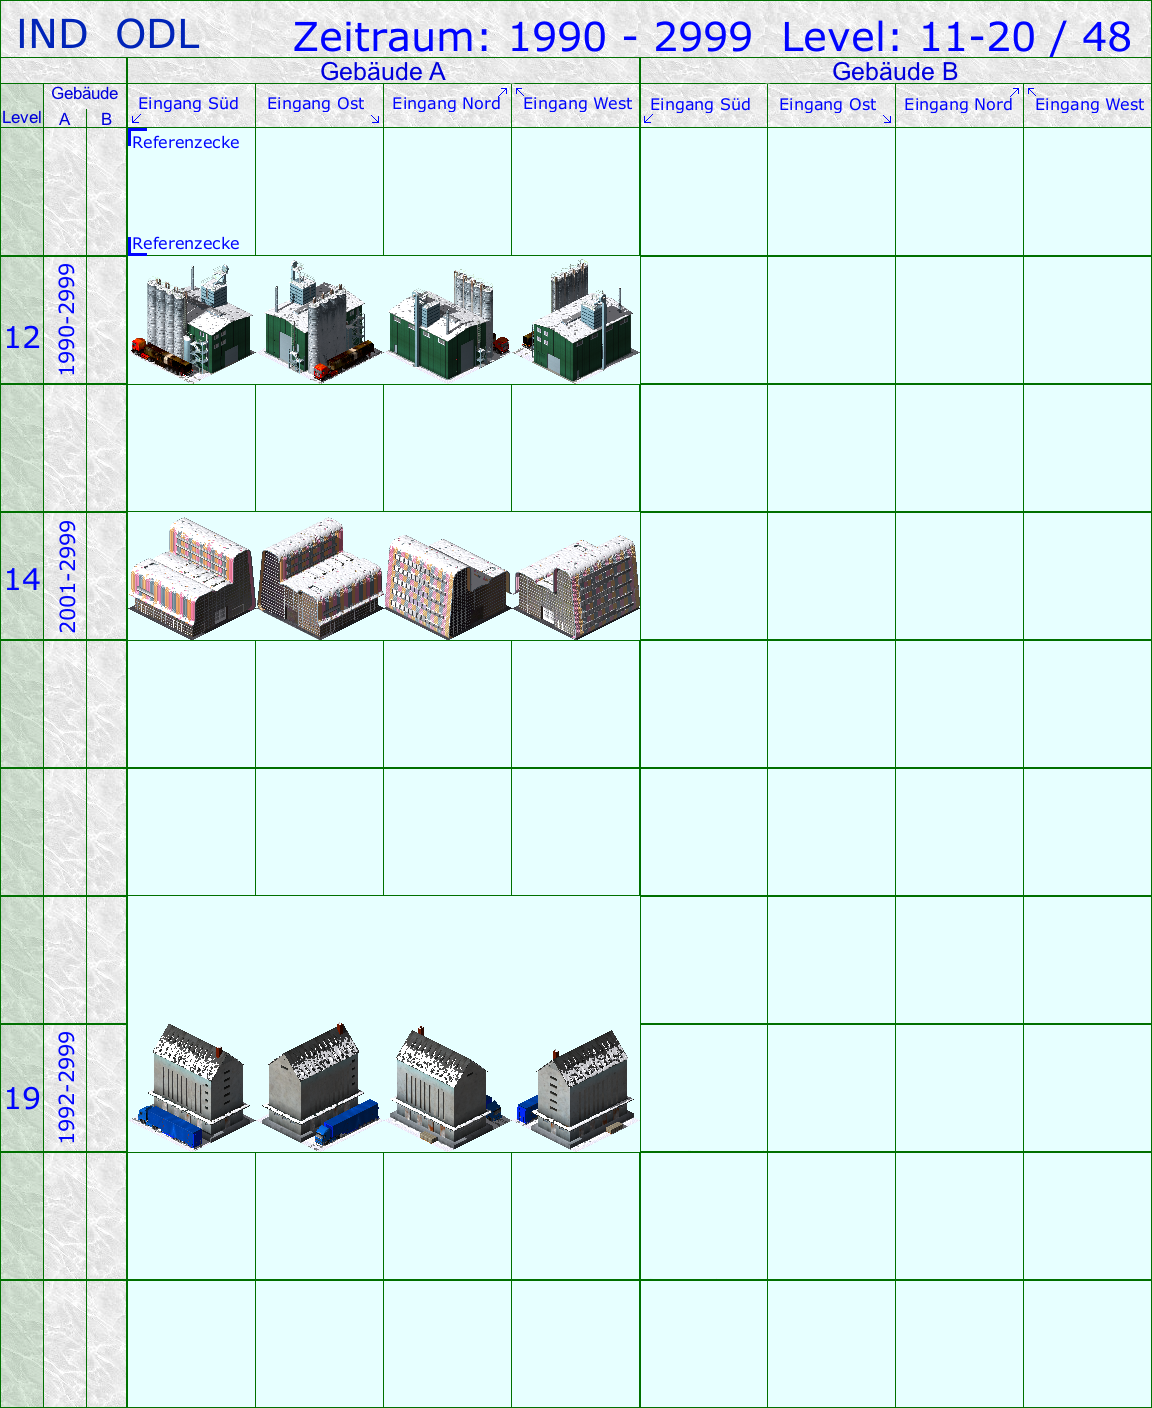 IND ODL Zeitraum: 1990 - 2999 Level: 11-20 / 48
Gebäude A Gebäude B
Level Gebäude A B Eingang Süd Eingang Ost Eingang Nord Eingang West Eingang Süd Eingang Ost Eingang Nord Eingang West
Referenzecke
Referenzecke
12 1990-2999
14 2001-2999
19 1992-2999